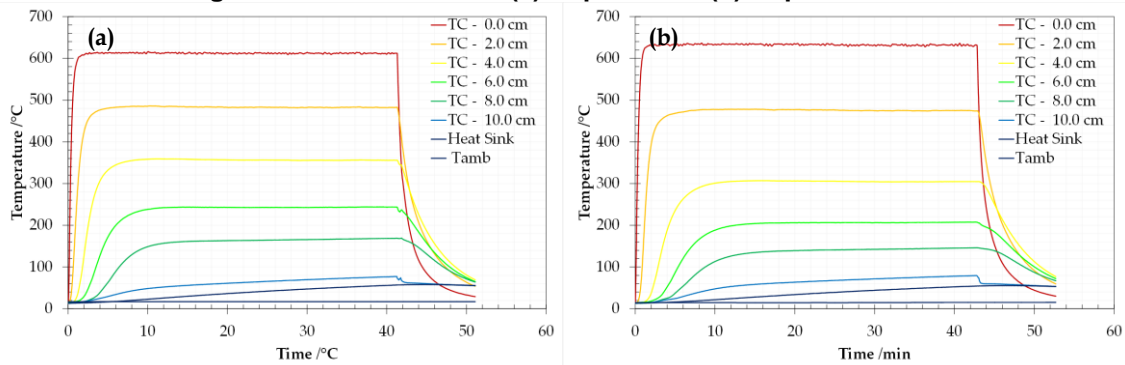 700
600
500
400
300
200
100
0
Temperature /°C
(a)
TC - 0.0 cm
TC - 2.0 cm
TC - 4.0 cm
TC - 6.0 cm
TC - 8.0 cm
TC - 10.0 cm
Heat Sink
Tamb
0 10 20 30 40 50 60
Time /°C
700
600
500
400
300
200
100
0
Temperature /°C
(b)
TC - 0.0 cm
TC - 2.0 cm
TC - 4.0 cm
TC - 6.0 cm
TC - 8.0 cm
TC - 10.0 cm
Heat Sink
Tamb
0 10 20 30 40 50 60
Time /min